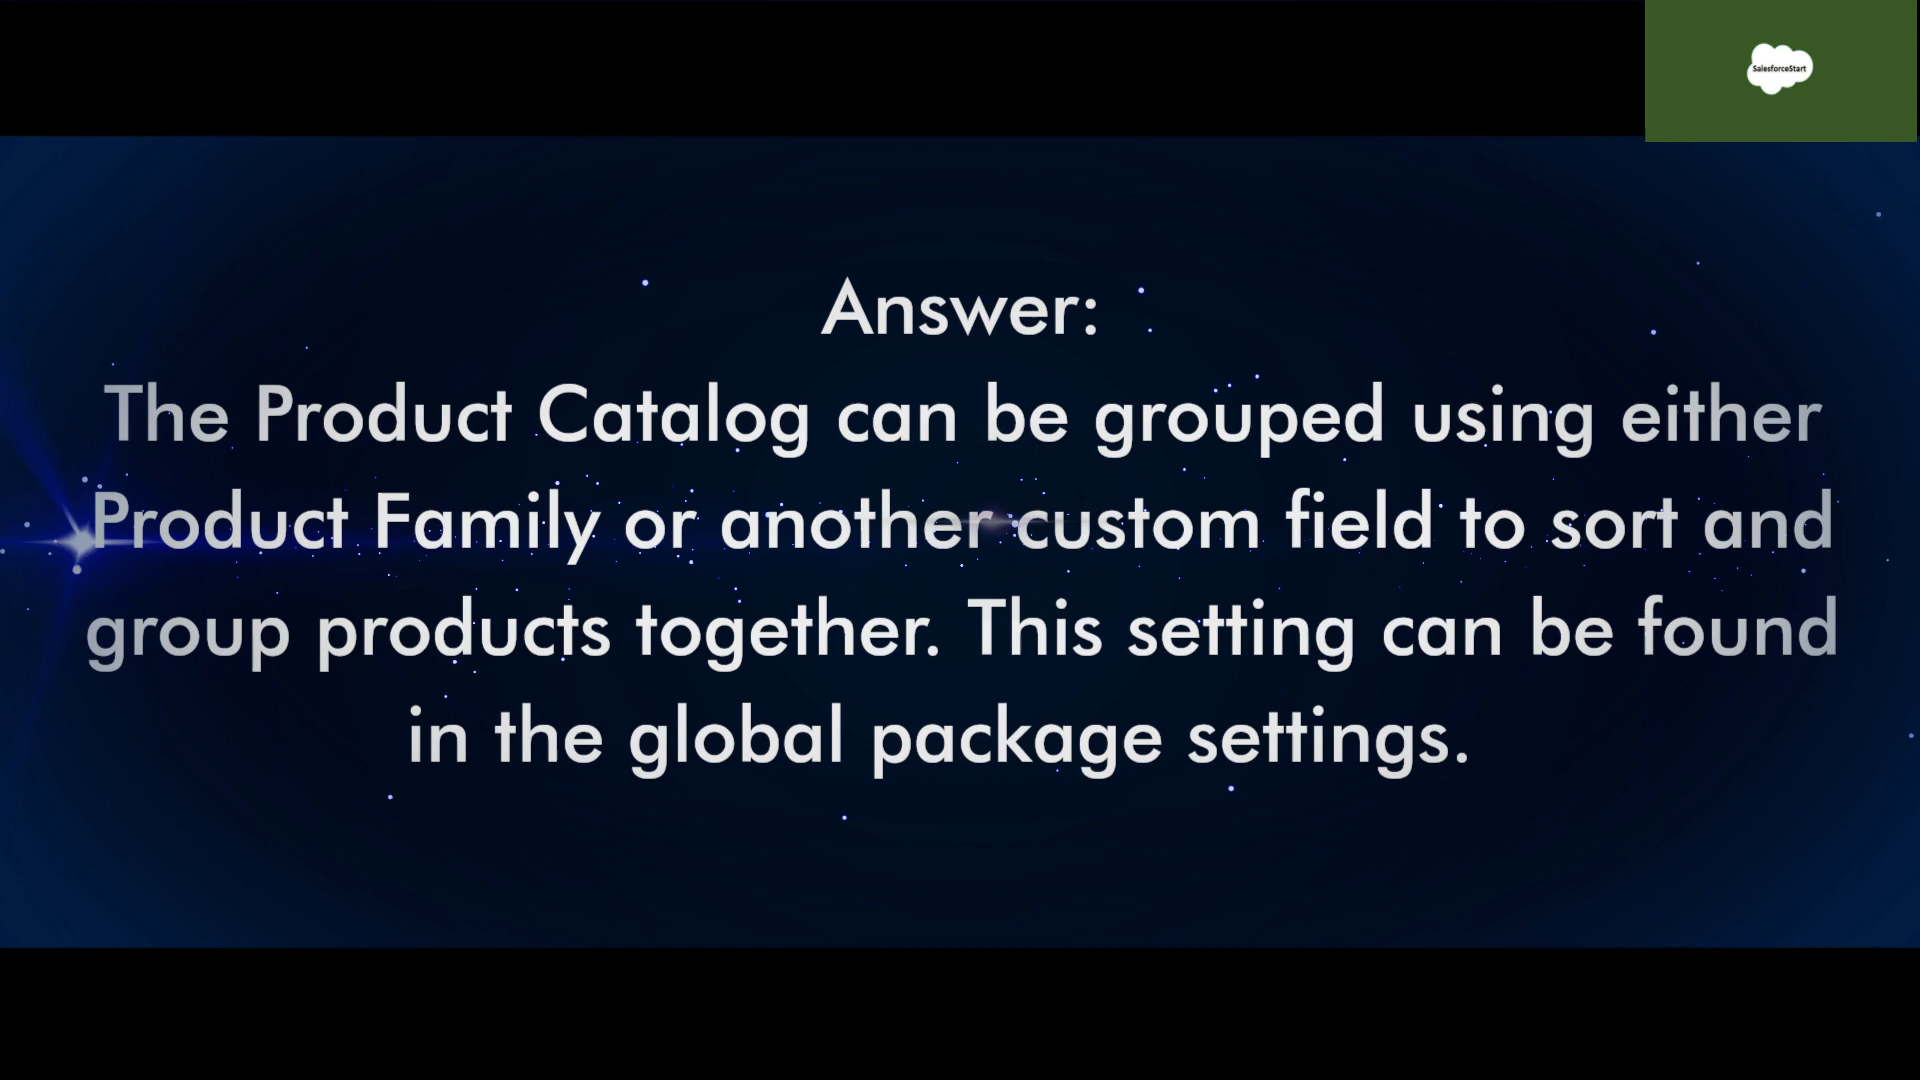 SalesforceStart
Answer:
The Product Catalog can be grouped using either
Product Family or another custom field to sort and
group products together. This setting can be found
in the global package settings.